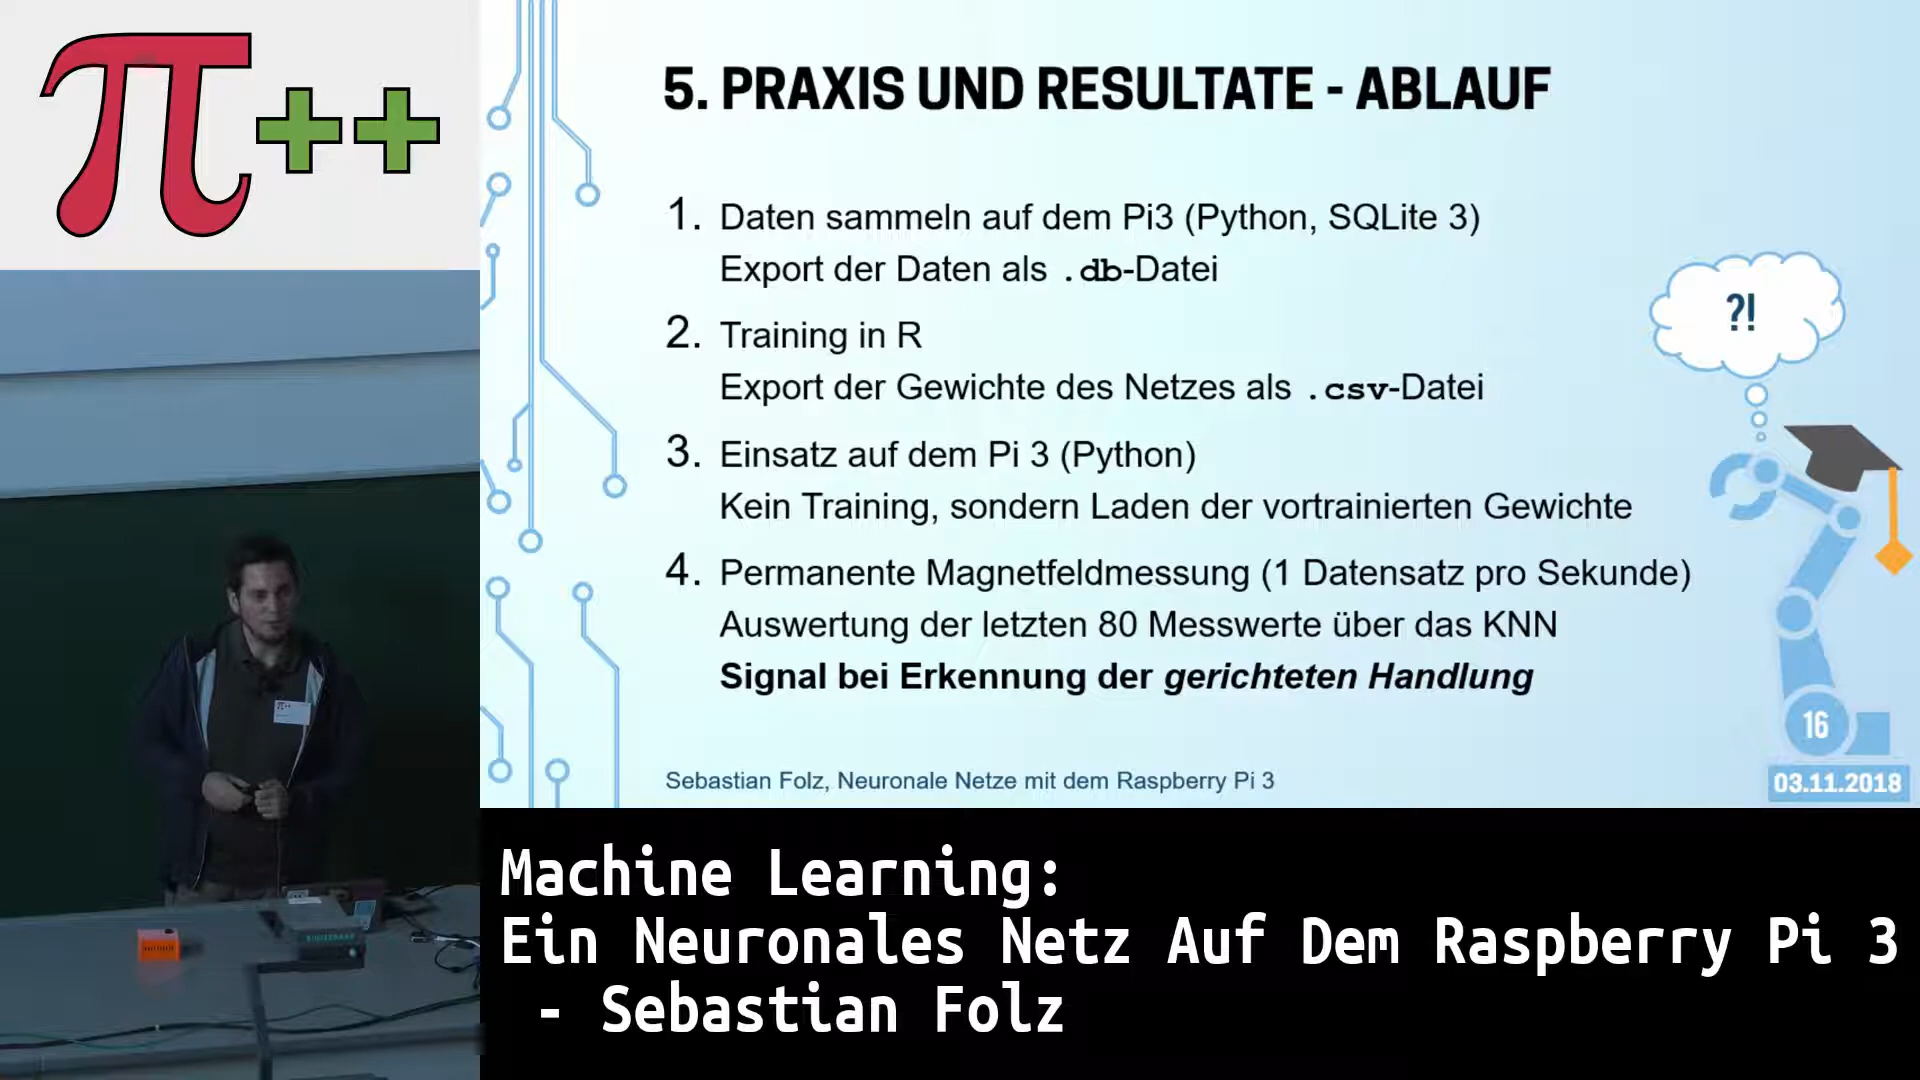 π++
5. PRAXIS UND RESULTATE - ABLAUF
1. Daten sammeln auf dem Pi3 (Python, SQLite 3)
Export der Daten als .db-Datei
2. Training in R
Export der Gewichte des Netzes als .csv-Datei
3. Einsatz auf dem Pi 3 (Python)
Kein Training, sondern Laden der vortrainierten Gewichte
4. Permanente Magnetfeldmessung (1 Datensatz pro Sekunde)
Auswertung der letzten 80 Messwerte über das KNN
Signal bei Erkennung der gerichteten Handlung
?!
16
Sebastian Folz, Neuronale Netze mit dem Raspberry Pi 3
03.11.2018
Machine Learning:
Ein Neuronales Netz Auf Dem Raspberry Pi 3
- Sebastian Folz